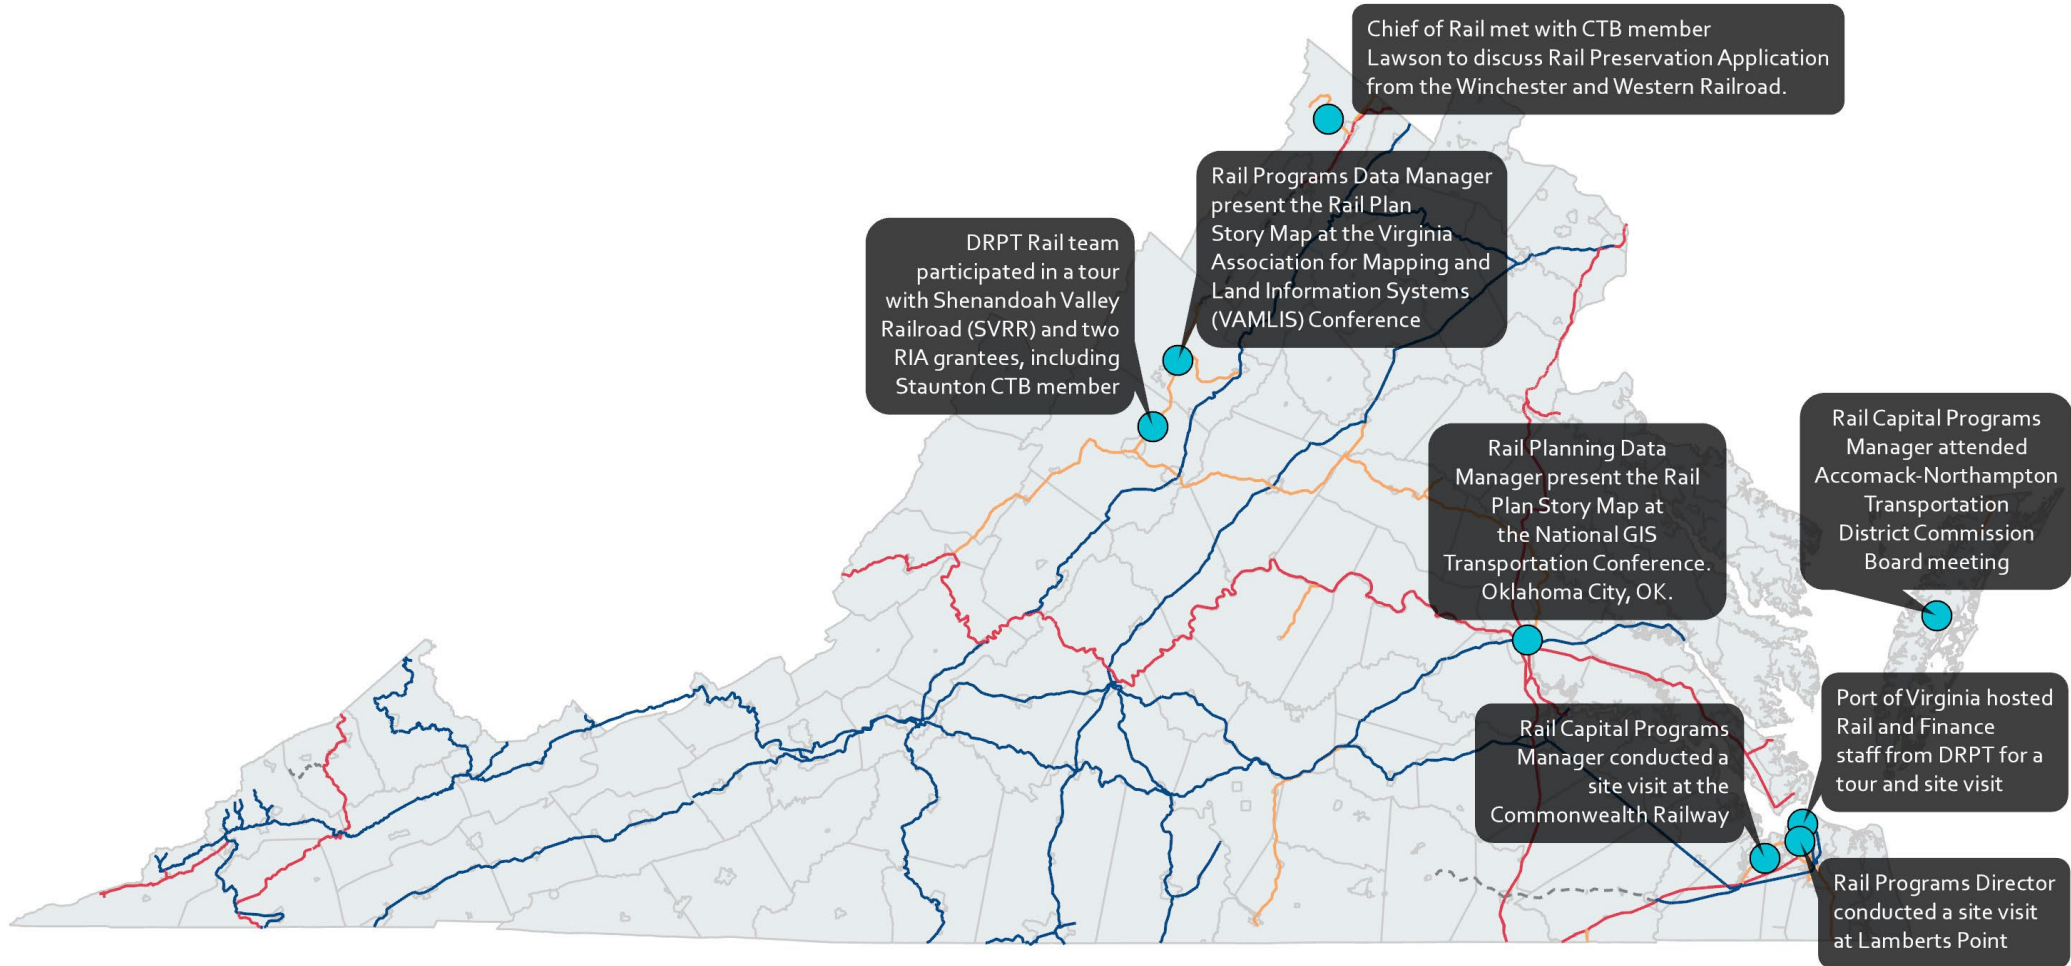 Chief of Rail met with CTB member
Lawson to discuss Rail Preservation Application
from the Winchester and Western Railroad.
Rail Programs Data Manager
present the Rail Plan
Story Map at the Virginia
Association for Mapping and
Land Information Systems
(VAMLIS) Conference
DRPT Rail team
participated in a tour
with Shenandoah Valley
Railroad (SVRR) and two
RIA grantees, including
Staunton CTB member
Rail Planning Data
Manager present the Rail
Plan Story Map at
the National GIS
Transportation Conference.
Oklahoma City, OK.
Rail Capital Programs
Manager attended
Accomack-Northampton
Transportation
District Commission
Board meeting
Rail Capital Programs
Manager conducted a
site visit at the
Commonwealth Railway
Port of Virginia hosted
Rail and Finance
staff from DRPT for a
tour and site visit
Rail Programs Director
conducted a site visit
at Lamberts Point